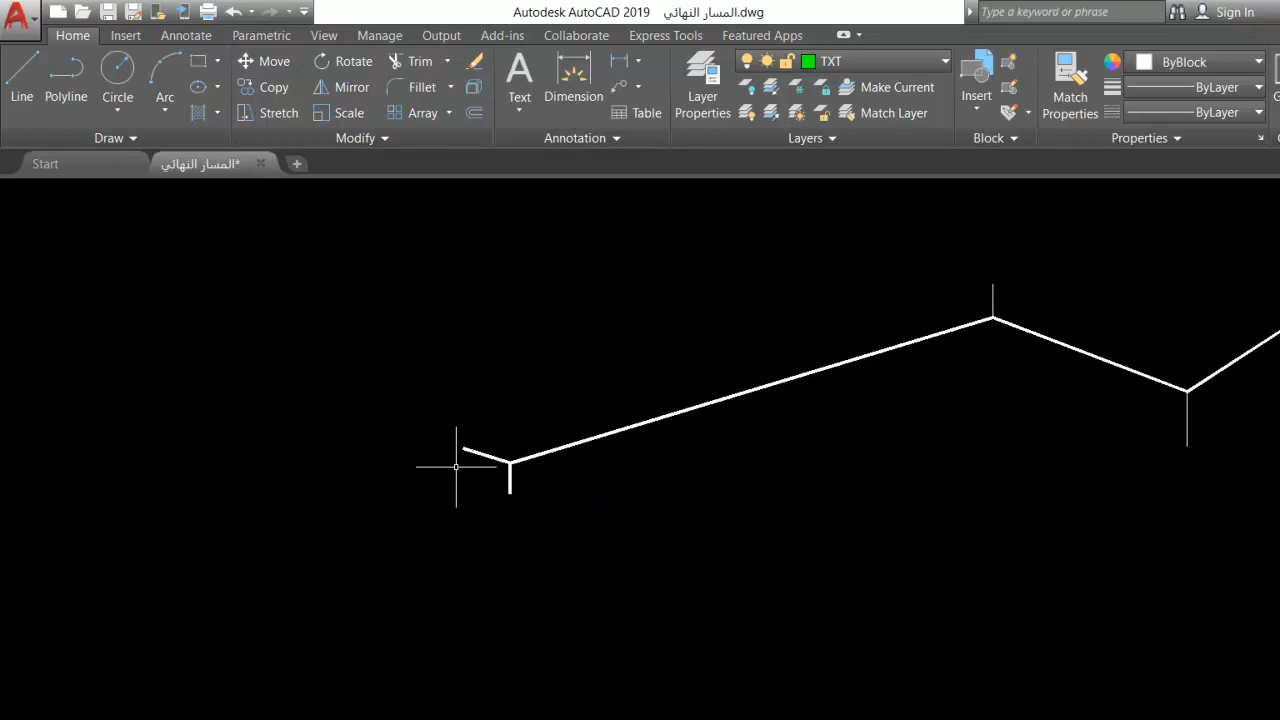 Autodesk AutoCAD 2019 المسار النهائي.dwg
Type a keyword or phrase
Sign In
Home Insert Annotate Parametric View Manage Output Add-ins Collaborate Express Tools Featured Apps
Line
Polyline
Circle
Arc
Move
Rotate
Trim
Copy
Mirror
Fillet
Stretch
Scale
Array
Text
Dimension
Table
Layer
Properties
TXT
Make Current
Match Layer
Insert
Match
Properties
ByBlock
ByLayer
ByLayer
Draw
Modify
Annotation
Layers
Block
Properties
Start
المسار النهائي*